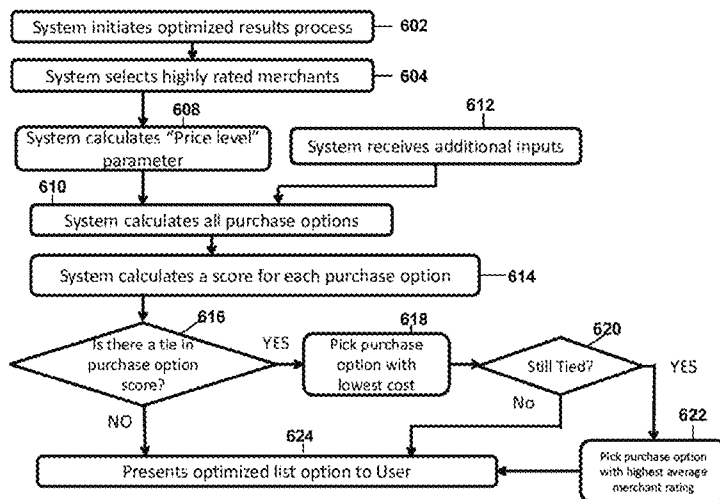 System initiates optimized results process
602
System selects highly rated merchants
604
608
System calculates "Price level"
parameter
612
System receives additional inputs
610
System calculates all purchase options
System calculates a score for each purchase option
614
616
Is there a tie in
purchase option
score?
YES
618
Pick purchase
option with
lowest cost
620
Still Tied?
YES
NO
No
622
Pick purchase option
with highest average
merchant rating
624
Presents optimized list option to User